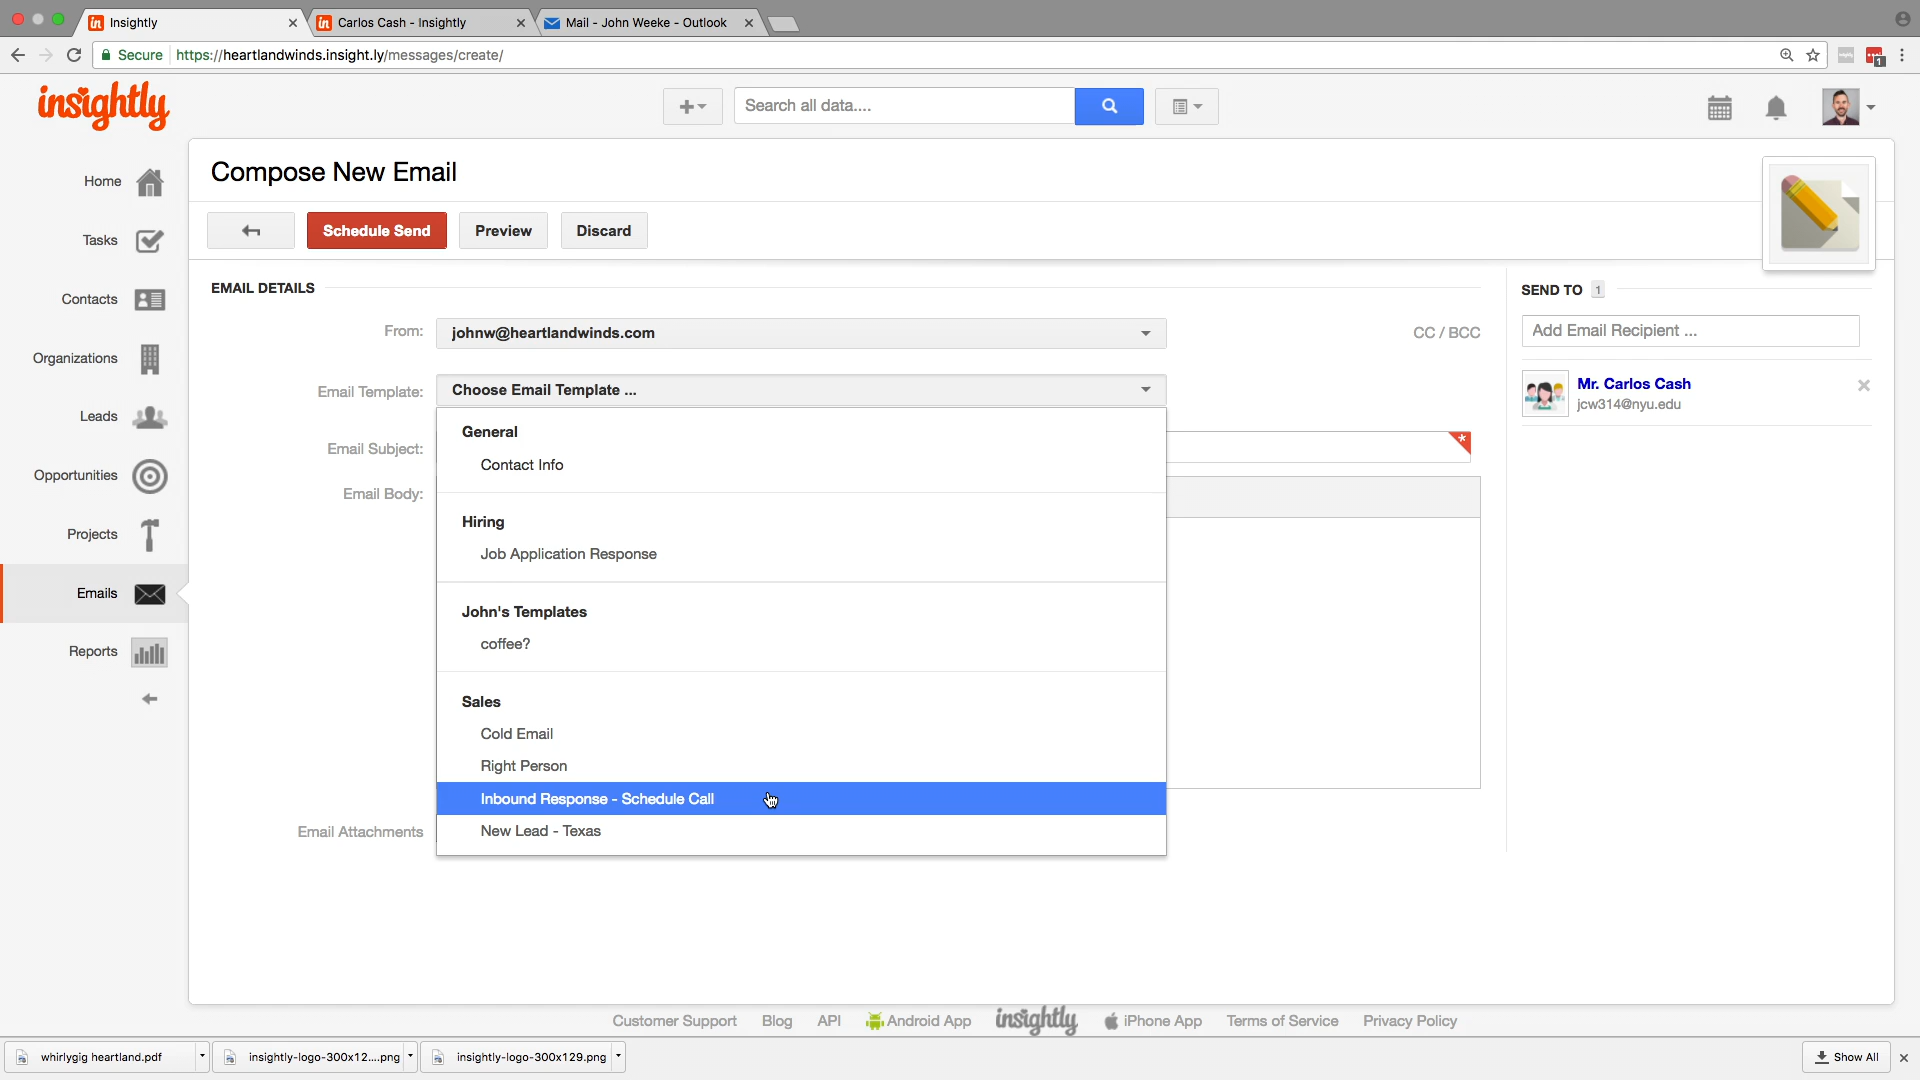 Insightly
Carlos Cash - Insightly
Mail - John Weeke - Outlook
Secure
https://heartlandwinds.insight.ly/messages/create/
1
insightly
Search all data....
Home
Tasks
Contacts
Organizations
Leads
Opportunities
Projects
Emails
Reports
Compose New Email
Schedule Send
Preview
Discard
EMAIL DETAILS
From:
johnw@heartlandwinds.com
CC / BCC
Email Template:
Choose Email Template ...
Email Subject:
*
Email Body:
General
Contact Info
Hiring
Job Application Response
John's Templates
coffee?
Sales
Cold Email
Right Person
Inbound Response - Schedule Call
New Lead - Texas
Email Attachments
SEND TO 1
Add Email Recipient ...
Mr. Carlos Cash
jcw314@nyu.edu
Customer Support
Blog
API
Android App
insightly
iPhone App
Terms of Service
Privacy Policy
whirlygig heartland.pdf
insightly-logo-300x12....png
insightly-logo-300x129.png
Show All